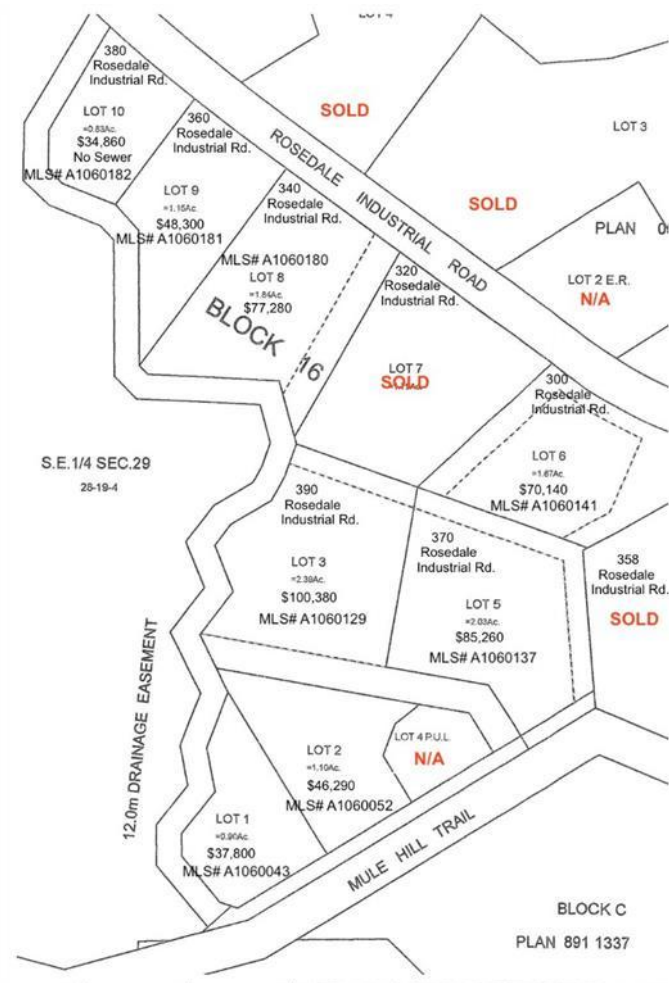 380
Rosedale
Industrial Rd.
LOT 10
=0.83Ac.
$34,860
No Sewer
MLS# A1060182
360
Rosedale
Industrial Rd.
LOT 9
=1.15Ac.
$48,300
MLS# A1060181
340
Rosedale
Industrial Rd.
MLS# A1060180
LOT 8
=1.84Ac.
$77,280
BLOCK 16
SOLD
ROSEDALE INDUSTRIAL ROAD
LOT 3
SOLD
PLAN
LOT 2 E.R.
N/A
320
Rosedale
Industrial Rd.
LOT 7
SOLD
300
Rosedale
Industrial Rd.
LOT 6
=1.67Ac.
$70,140
MLS# A1060141
S.E.1/4 SEC.29
28-19-4
390
Rosedale
Industrial Rd.
LOT 3
=2.39Ac.
$100,380
MLS# A1060129
370
Rosedale
Industrial Rd.
LOT 5
=2.03Ac.
$85,260
MLS# A1060137
358
Rosedale
Industrial Rd.
SOLD
12.0m DRAINAGE EASEMENT
LOT 2
=1.10Ac.
$46,290
MLS# A1060052
LOT 4 P.U.L.
N/A
LOT 1
=0.90Ac.
$37,800
MLS# A1060043
MULE HILL TRAIL
BLOCK C
PLAN 891 1337